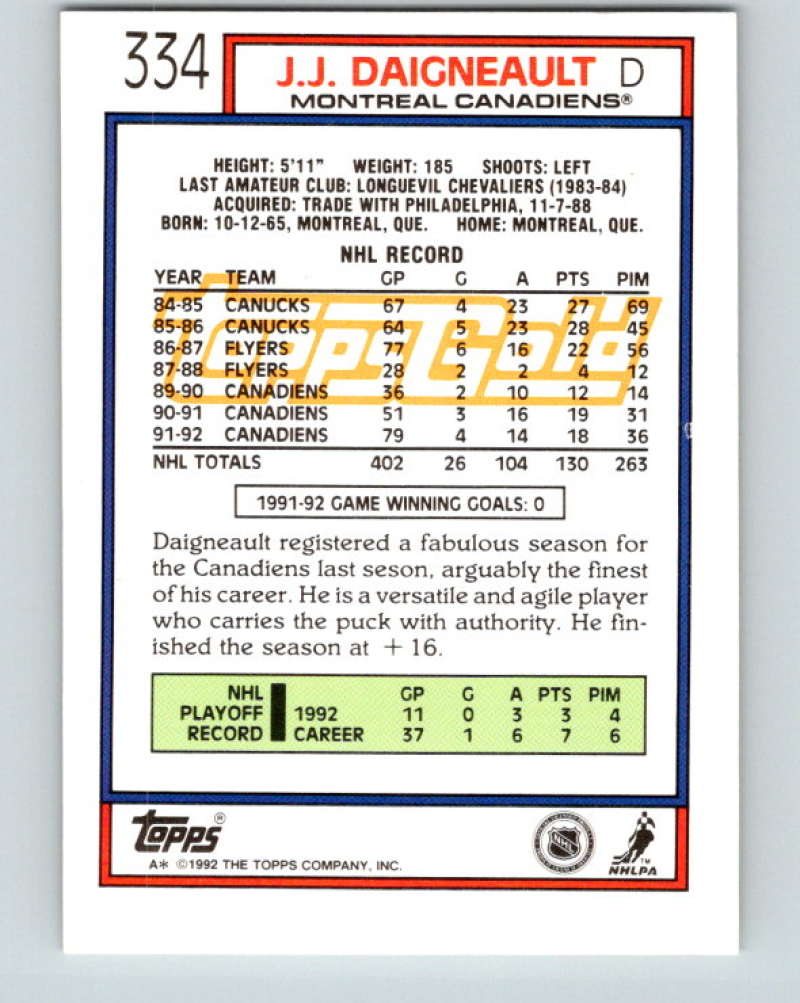 334
J.J. DAIGNEAULT D
MONTREAL CANADIENS®
HEIGHT: 5'11" WEIGHT: 185 SHOOTS: LEFT
LAST AMATEUR CLUB: LONGUEVIL CHEVALIERS (1983-84)
ACQUIRED: TRADE WITH PHILADELPHIA, 11-7-88
BORN: 10-12-65, MONTREAL, QUE. HOME: MONTREAL, QUE.
NHL RECORD
YEAR TEAM GP G A PTS PIM
84-85 CANUCKS 67 4 23 27 69
85-86 CANUCKS 64 5 23 28 45
86-87 FLYERS 77 6 16 22 56
87-88 FLYERS 28 2 2 4 12
89-90 CANADIENS 36 2 10 12 14
90-91 CANADIENS 51 3 16 19 31
91-92 CANADIENS 79 4 14 18 36
NHL TOTALS 402 26 104 130 263
ToppsGold
1991-92 GAME WINNING GOALS: 0
Daigneault registered a fabulous season for
the Canadiens last seson, arguably the finest
of his career. He is a versatile and agile player
who carries the puck with authority. He fin-
ished the season at + 16.
NHL GP G A PTS PIM
PLAYOFF 1992 11 0 3 3 4
RECORD CAREER 37 1 6 7 6
TOPPS®
A* ©1992 THE TOPPS COMPANY, INC.
NHL
TM
NHLPA